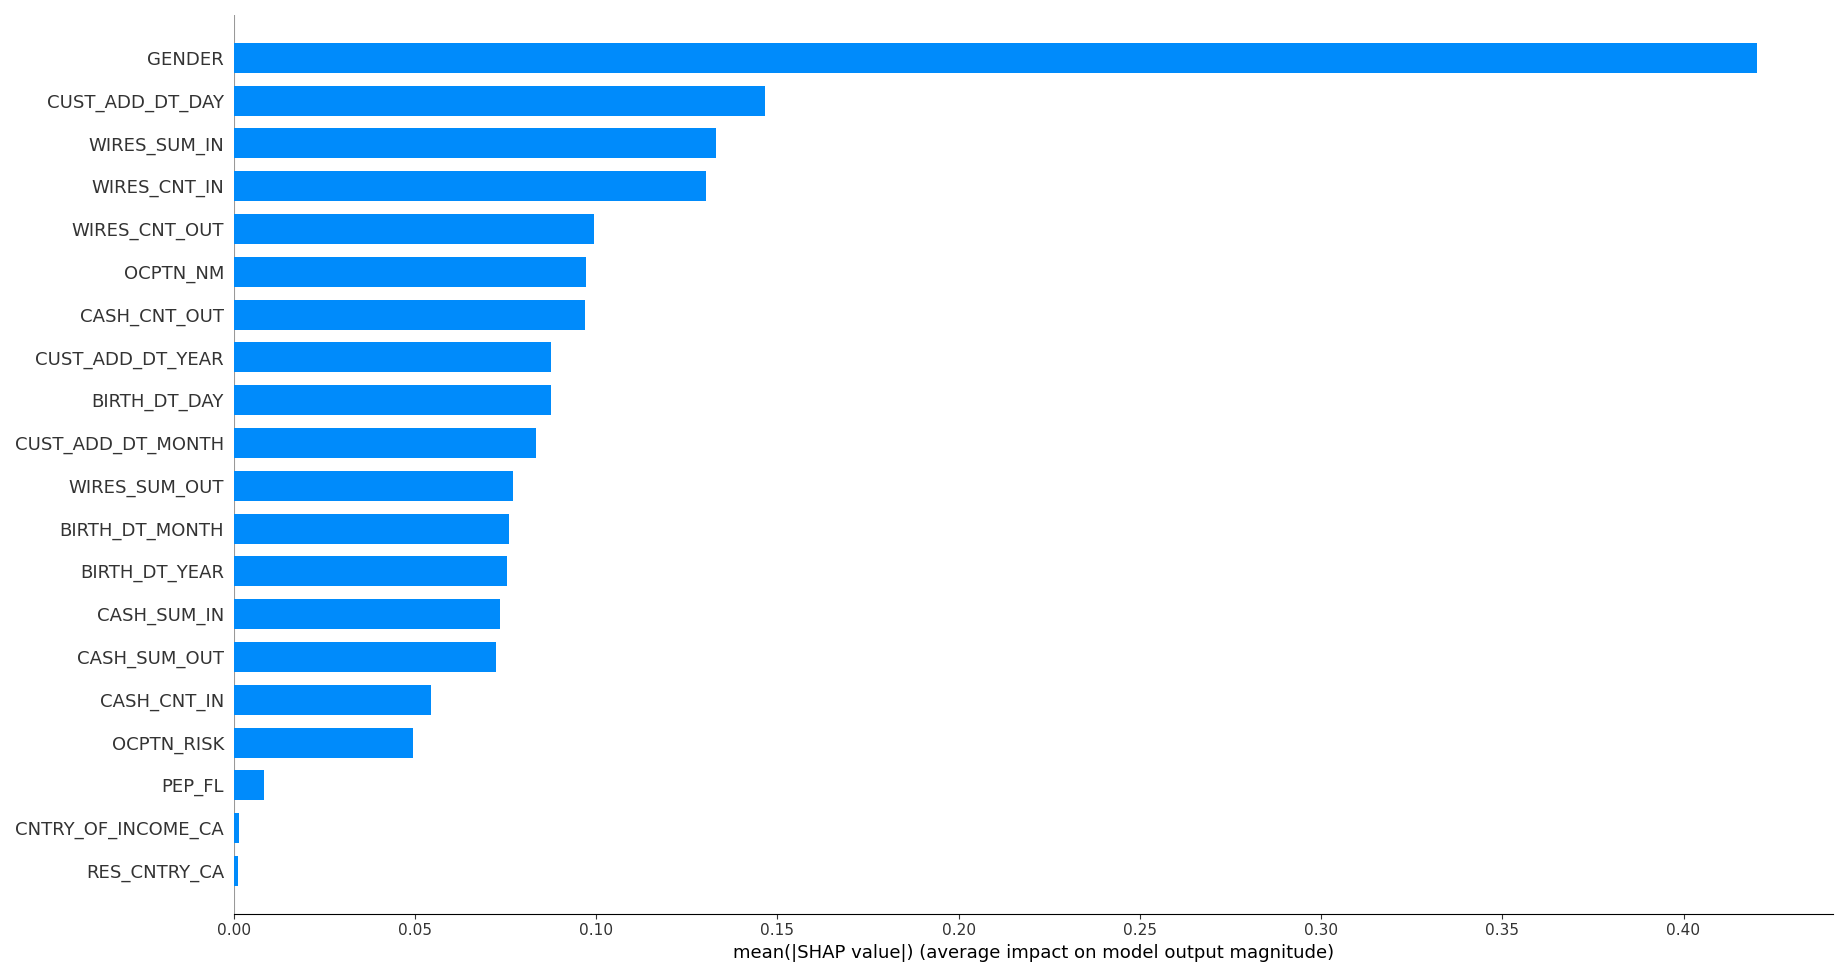 GENDER
CUST_ADD_DT_DAY
WIRES_SUM_IN
WIRES_CNT_IN
WIRES_CNT_OUT
OCPTN_NM
CASH_CNT_OUT
CUST_ADD_DT_YEAR
BIRTH_DT_DAY
CUST_ADD_DT_MONTH
WIRES_SUM_OUT
BIRTH_DT_MONTH
BIRTH_DT_YEAR
CASH_SUM_IN
CASH_SUM_OUT
CASH_CNT_IN
OCPTN_RISK
PEP_FL
CNTRY_OF_INCOME_CA
RES_CNTRY_CA
0.00 0.05 0.10 0.15 0.20 0.25 0.30 0.35 0.40
mean(|SHAP value|) (average impact on model output magnitude)